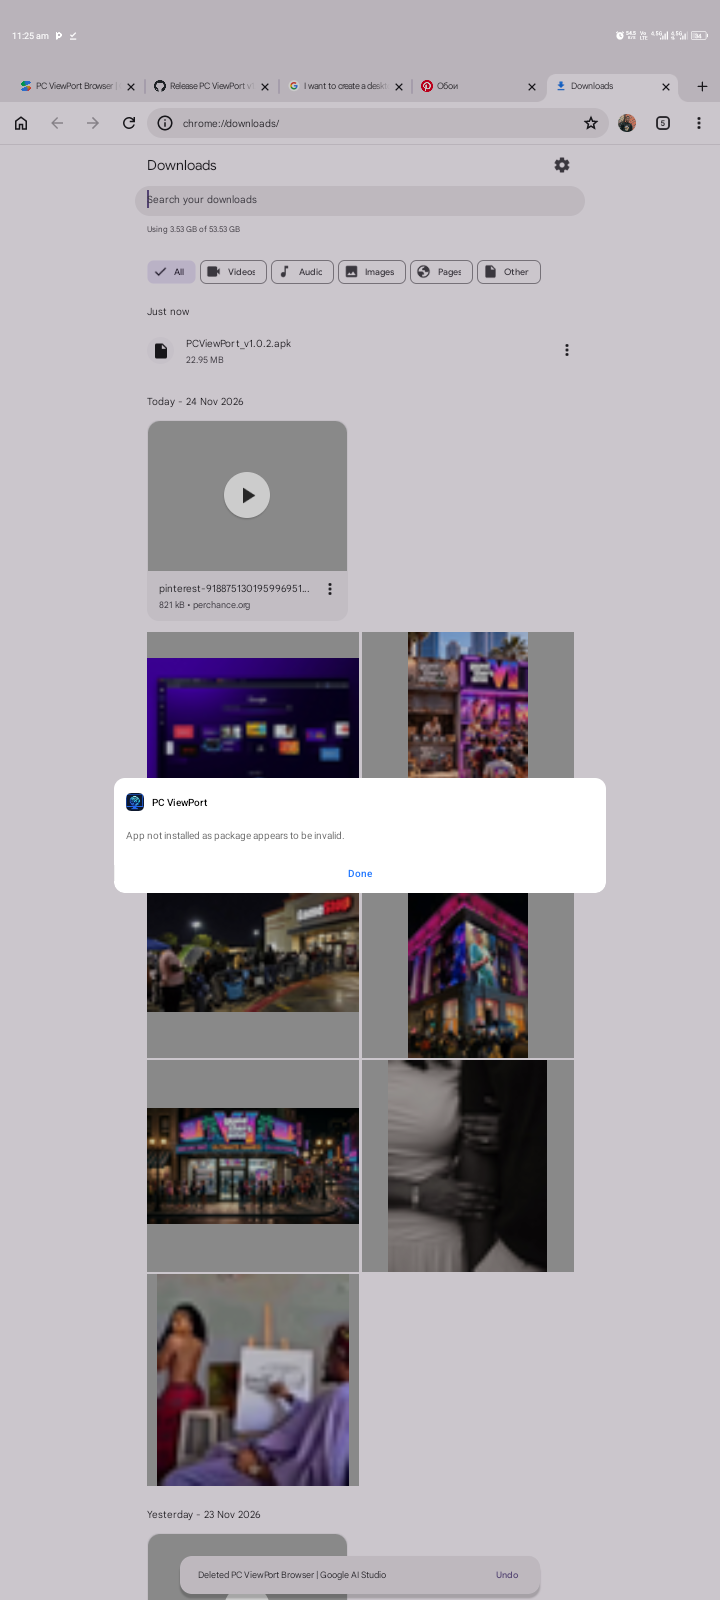 11:25 am
PC ViewPort Browser |
Release PC ViewPort v
I want to create a deskt
Обои
Downloads
chrome://downloads/
5
Downloads
Search your downloads
Using 3.53 GB of 53.53 GB
All
Videos
Audio
Images
Pages
Other
Just now
PCViewPort_v1.0.2.apk
22.95 MB
Today - 24 Nov 2026
pinterest-918875130195996951...
821 kB • perchance.org
PC ViewPort
App not installed as package appears to be invalid.
Done
GameStop
Yesterday - 23 Nov 2026
Deleted PC ViewPort Browser | Google AI Studio
Undo